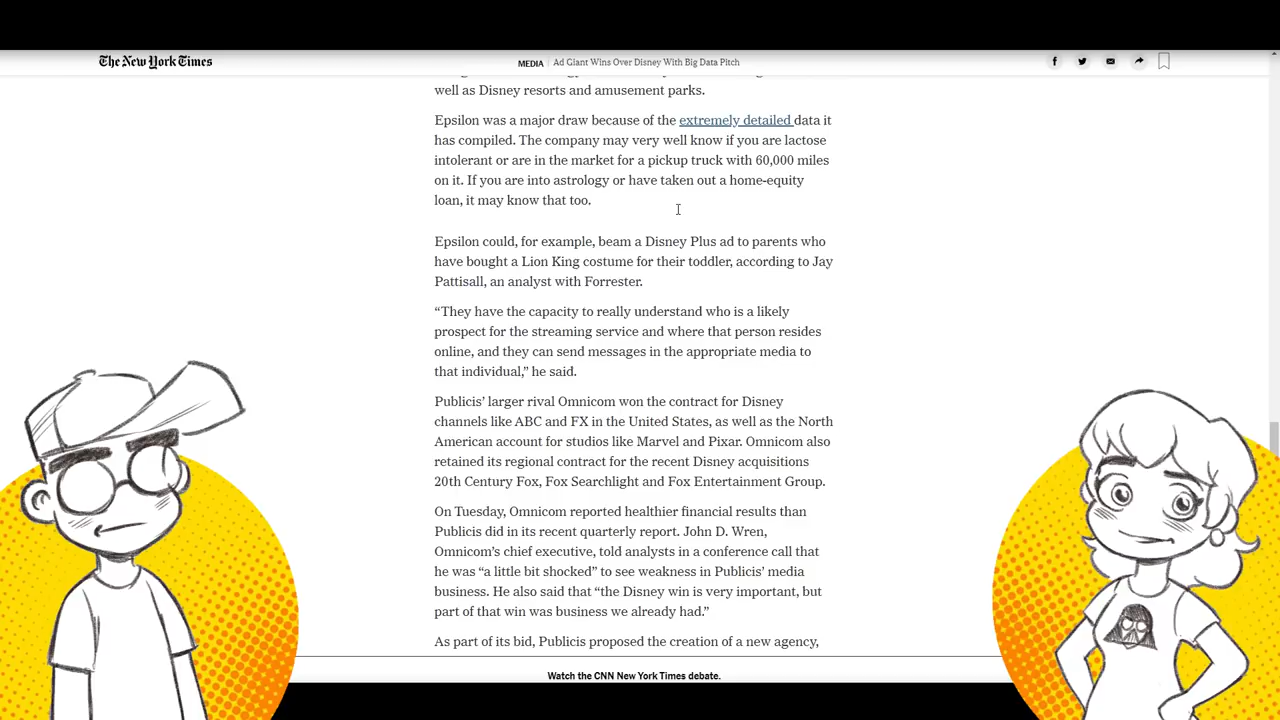 The New York Times
MEDIA | Ad Giant Wins Over Disney With Big Data Pitch
well as Disney resorts and amusement parks.
Epsilon was a major draw because of the extremely detailed data it
has compiled. The company may very well know if you are lactose
intolerant or are in the market for a pickup truck with 60,000 miles
on it. If you are into astrology or have taken out a home-equity
loan, it may know that too.
Epsilon could, for example, beam a Disney Plus ad to parents who
have bought a Lion King costume for their toddler, according to Jay
Pattisall, an analyst with Forrester.
“They have the capacity to really understand who is a likely
prospect for the streaming service and where that person resides
online, and they can send messages in the appropriate media to
that individual,” he said.
Publicis’ larger rival Omnicom won the contract for Disney
channels like ABC and FX in the United States, as well as the North
American account for studios like Marvel and Pixar. Omnicom also
retained its regional contract for the recent Disney acquisitions
20th Century Fox, Fox Searchlight and Fox Entertainment Group.
On Tuesday, Omnicom reported healthier financial results than
Publicis did in its recent quarterly report. John D. Wren,
Omnicom’s chief executive, told analysts in a conference call that
he was “a little bit shocked” to see weakness in Publicis’ media
business. He also said that “the Disney win is very important, but
part of that win was business we already had.”
As part of its bid, Publicis proposed the creation of a new agency,
Watch the CNN New York Times debate.